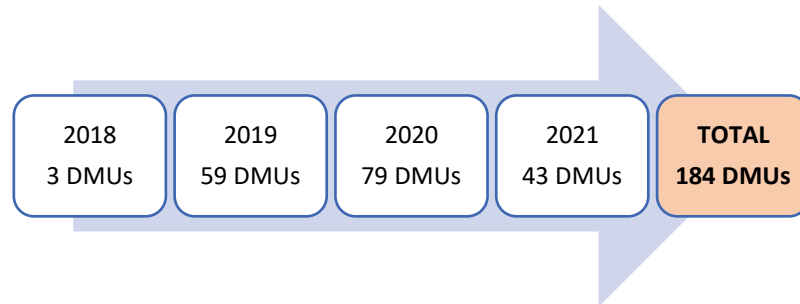 2018
3 DMUs
2019
59 DMUs
2020
79 DMUs
2021
43 DMUs
TOTAL
184 DMUs